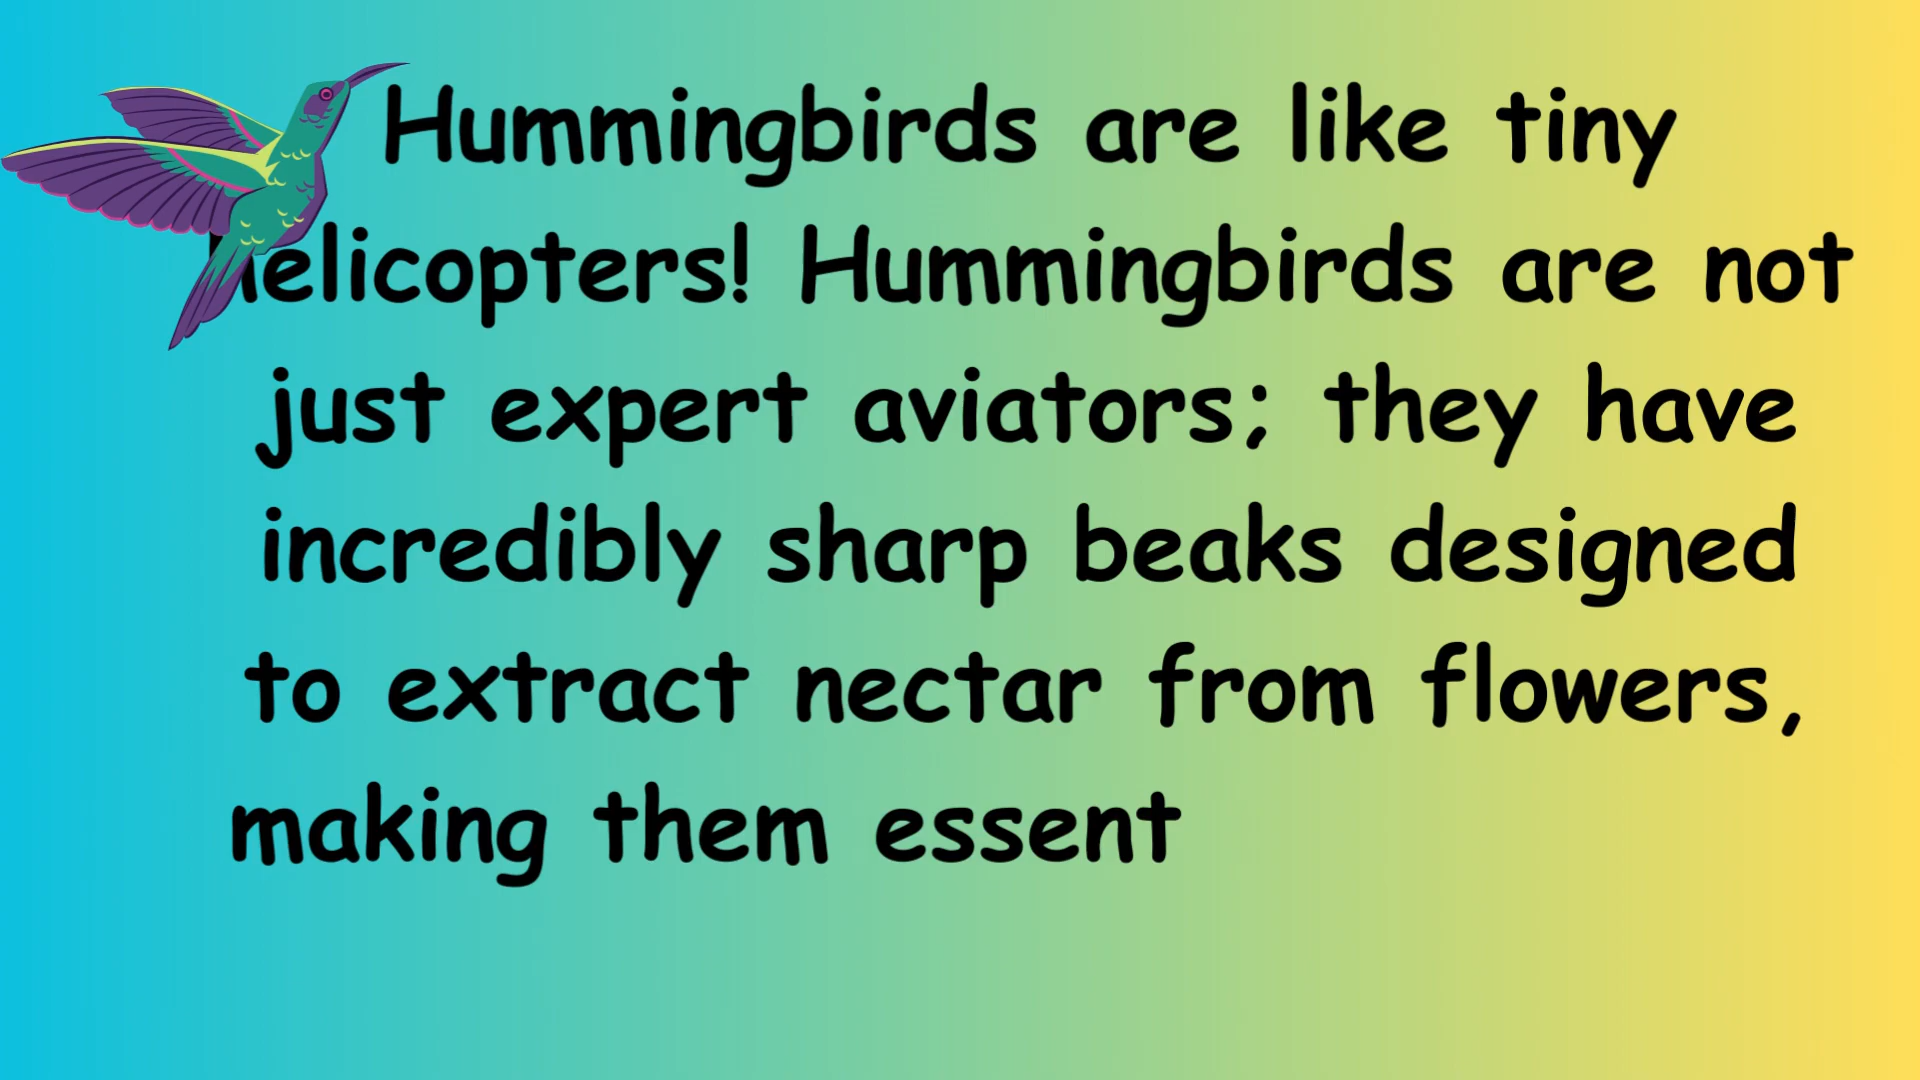 Hummingbirds are like tiny
helicopters! Hummingbirds are not
just expert aviators; they have
incredibly sharp beaks designed
to extract nectar from flowers,
making them essent